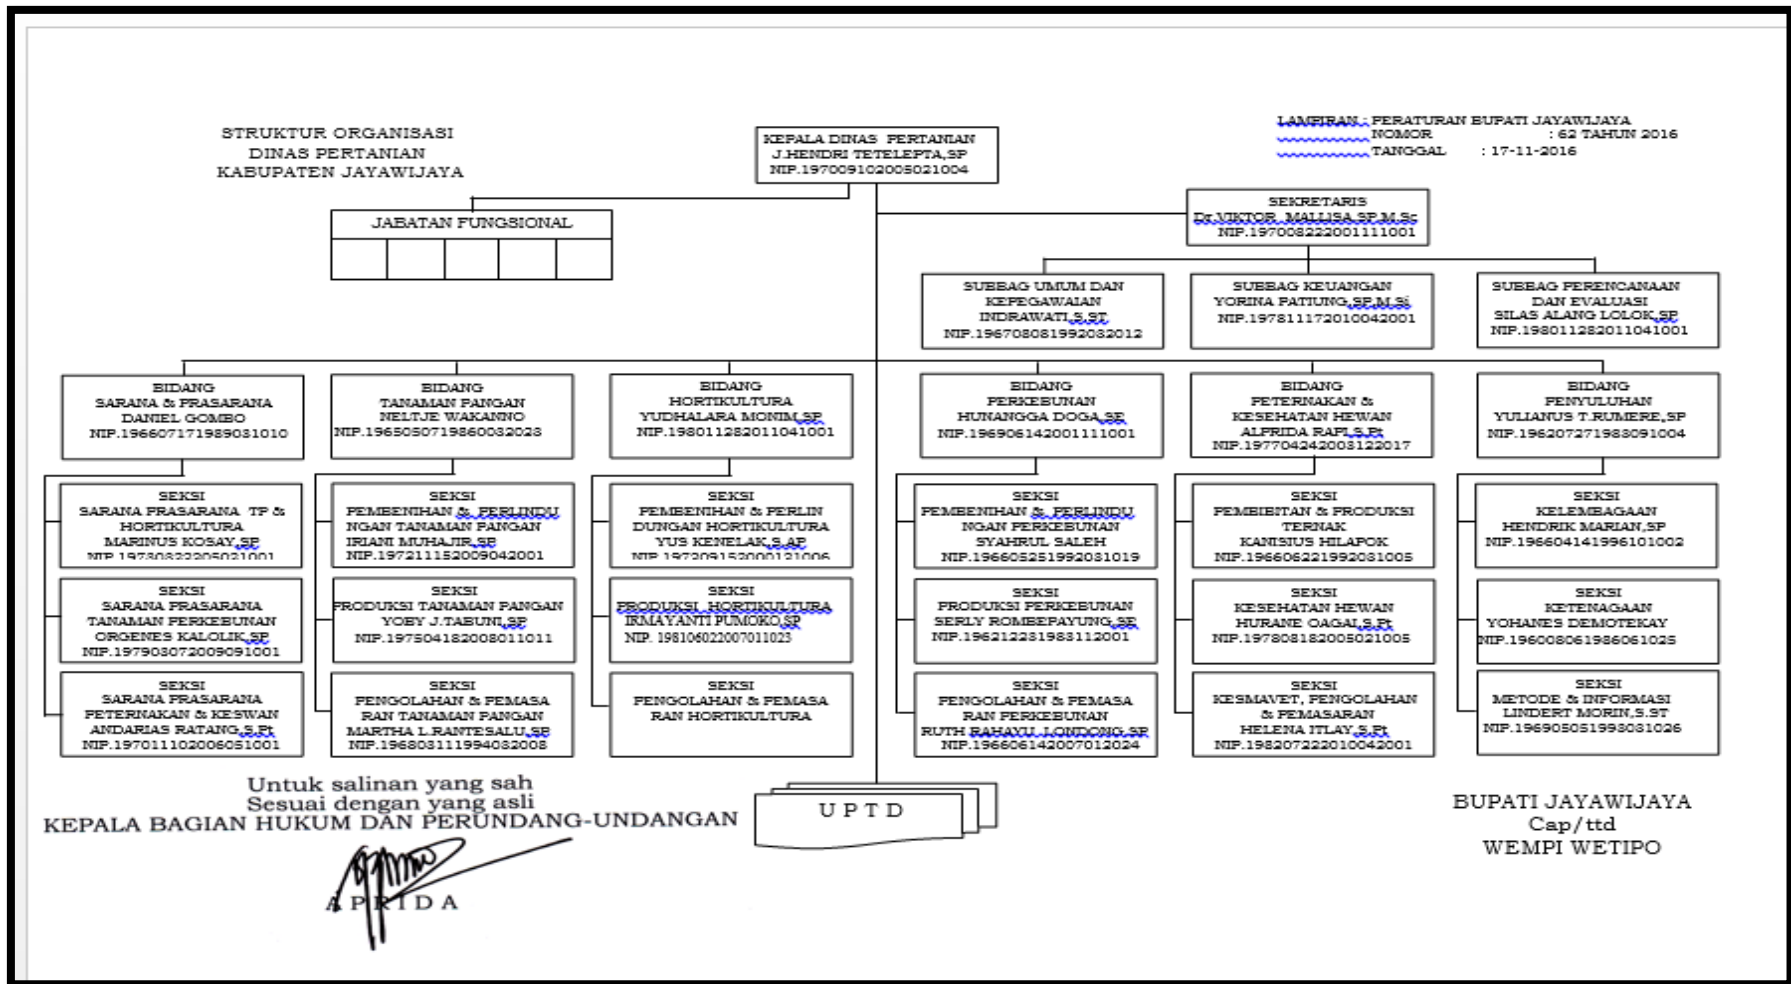 STRUKTUR ORGANISASI
DINAS PERTANIAN
KABUPATEN JAYAWIJAYA
KEPALA DINAS PERTANIAN
J.HENDRI TETELEPTA,SP
NIP.197009102005021004
LAMPIRAN : PERATURAN BUPATI JAYAWIJAYA
NOMOR : 62 TAHUN 2016
TANGGAL : 17-11-2016
JABATAN FUNGSIONAL
SEKRETARIS
Dr.VIKTOR MALLISA,SP,M.Sc
NIP.197008222001111001
SUBBAG UMUM DAN
KEPEGAWAIAN
INDRAWATI,S.ST
NIP.196708081992032012
SUBBAG KEUANGAN
YORINA PATIUNG,SP,M.Si
NIP.197811172010042001
SUBBAG PERENCANAAN
DAN EVALUASI
SILAS ALANG LOLOK,SP
NIP.198011282011041001
BIDANG
SARANA & PRASARANA
DANIEL GOMBO
NIP.196607171989031010
BIDANG
TANAMAN PANGAN
NELTJE WAKANNO
NIP.1965050719860032023
BIDANG
HORTIKULTURA
YUDHALARA MONIM,SP
NIP.198011282011041001
BIDANG
PERKEBUNAN
HUNANGGA DOGA,SE
NIP.196906142001111001
BIDANG
PETERNAKAN &
KESEHATAN HEWAN
ALPRIDA RAPI,S.Pt
NIP.197704242003122017
BIDANG
PENYULUHAN
YULIANUS T.RUMERE,SP
NIP.196207271983091004
SEKSI
SARANA PRASARANA TP &
HORTIKULTURA
MARINUS KOSAY,SP
NIP.19780822205021001
SEKSI
PEMBENIHAN & PERLINDU
NGAN TANAMAN PANGAN
IRIANI MUHAJIR,SP
NIP.197211152009042001
SEKSI
PEMBENIHAN & PERLIN
DUNGAN HORTIKULTURA
YUS KENELAK,S.AP
NIP.197209152000121006
SEKSI
PEMBENIHAN & PERLINDU
NGAN PERKEBUNAN
SYAHRUL SALEH
NIP.196605251992031019
SEKSI
PEMBIBITAN & PRODUKSI
TERNAK
KANISIUS HILAPOK
NIP.196606221992031005
SEKSI
KELEMBAGAAN
HENDRIK MARIAN,SP
NIP.196604141996101002
SEKSI
SARANA PRASARANA
TANAMAN PERKEBUNAN
ORGENES KALOLIK,SP
NIP.197903072009091001
SEKSI
PRODUKSI TANAMAN PANGAN
YOBY J.TABUNI,SP
NIP.197504182008011011
SEKSI
PRODUKSI HORTIKULTURA
IRMAYANTI PUMOKO,SP
NIP. 198106022007011023
SEKSI
PRODUKSI PERKEBUNAN
SERLY ROMBEPAYUNG,SE
NIP.196212231983112001
SEKSI
KESEHATAN HEWAN
HURANE OAGAI,S.Pt
NIP.197808182005021005
SEKSI
KETENAGAAN
YOHANES DEMOTEKAY
NIP.196008061986061025
SEKSI
SARANA PRASARANA
PETERNAKAN & KESWAN
ANDARIAS RATANG,S.Pt
NIP.197011102006051001
SEKSI
PENGOLAHAN & PEMASA
RAN TANAMAN PANGAN
MARTHA L.RANTESALU,SP
NIP.196803111994032008
SEKSI
PENGOLAHAN & PEMASA
RAN HORTIKULTURA
SEKSI
PENGOLAHAN & PEMASA
RAN PERKEBUNAN
RUTH RAHAYU LONDONG,SP
NIP.196606142007012024
SEKSI
KESMAVET, PENGOLAHAN
& PEMASARAN
HELENA ITLAY,S.Pt
NIP.198207222010042001
SEKSI
METODE & INFORMASI
LINDERT MORIN,S.ST
NIP.196905051993031026
Untuk salinan yang sah
Sesuai dengan yang asli
KEPALA BAGIAN HUKUM DAN PERUNDANG-UNDANGAN
A P R I D A
U P T D
BUPATI JAYAWIJAYA
Cap/ttd
WEMPI WETIPO